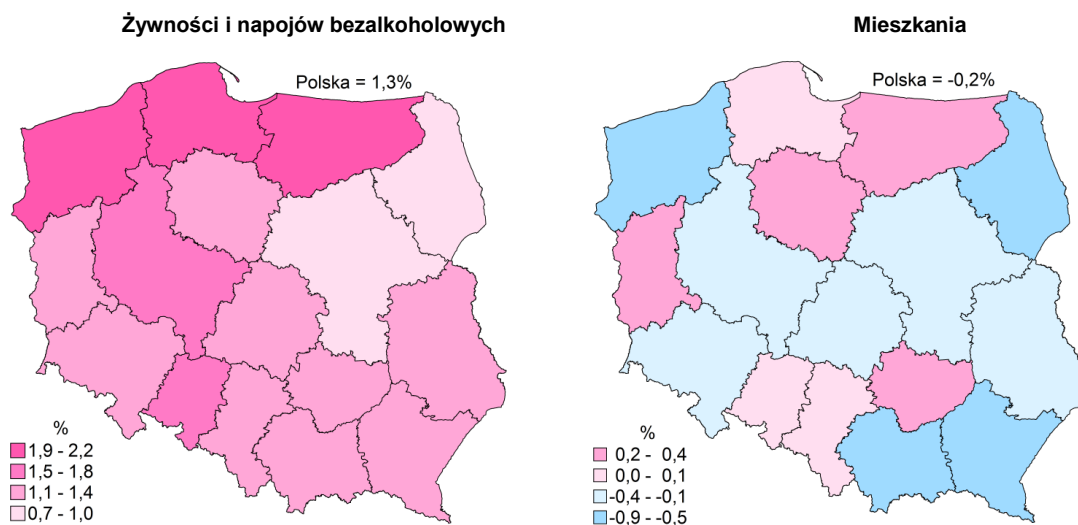 Żywności i napojów bezalkoholowych
Polska = 1,3%
%
1,9 - 2,2
1,5 - 1,8
1,1 - 1,4
0,7 - 1,0
Mieszkania
Polska = -0,2%
%
0,2 - 0,4
0,0 - 0,1
-0,4 - -0,1
-0,9 - -0,5